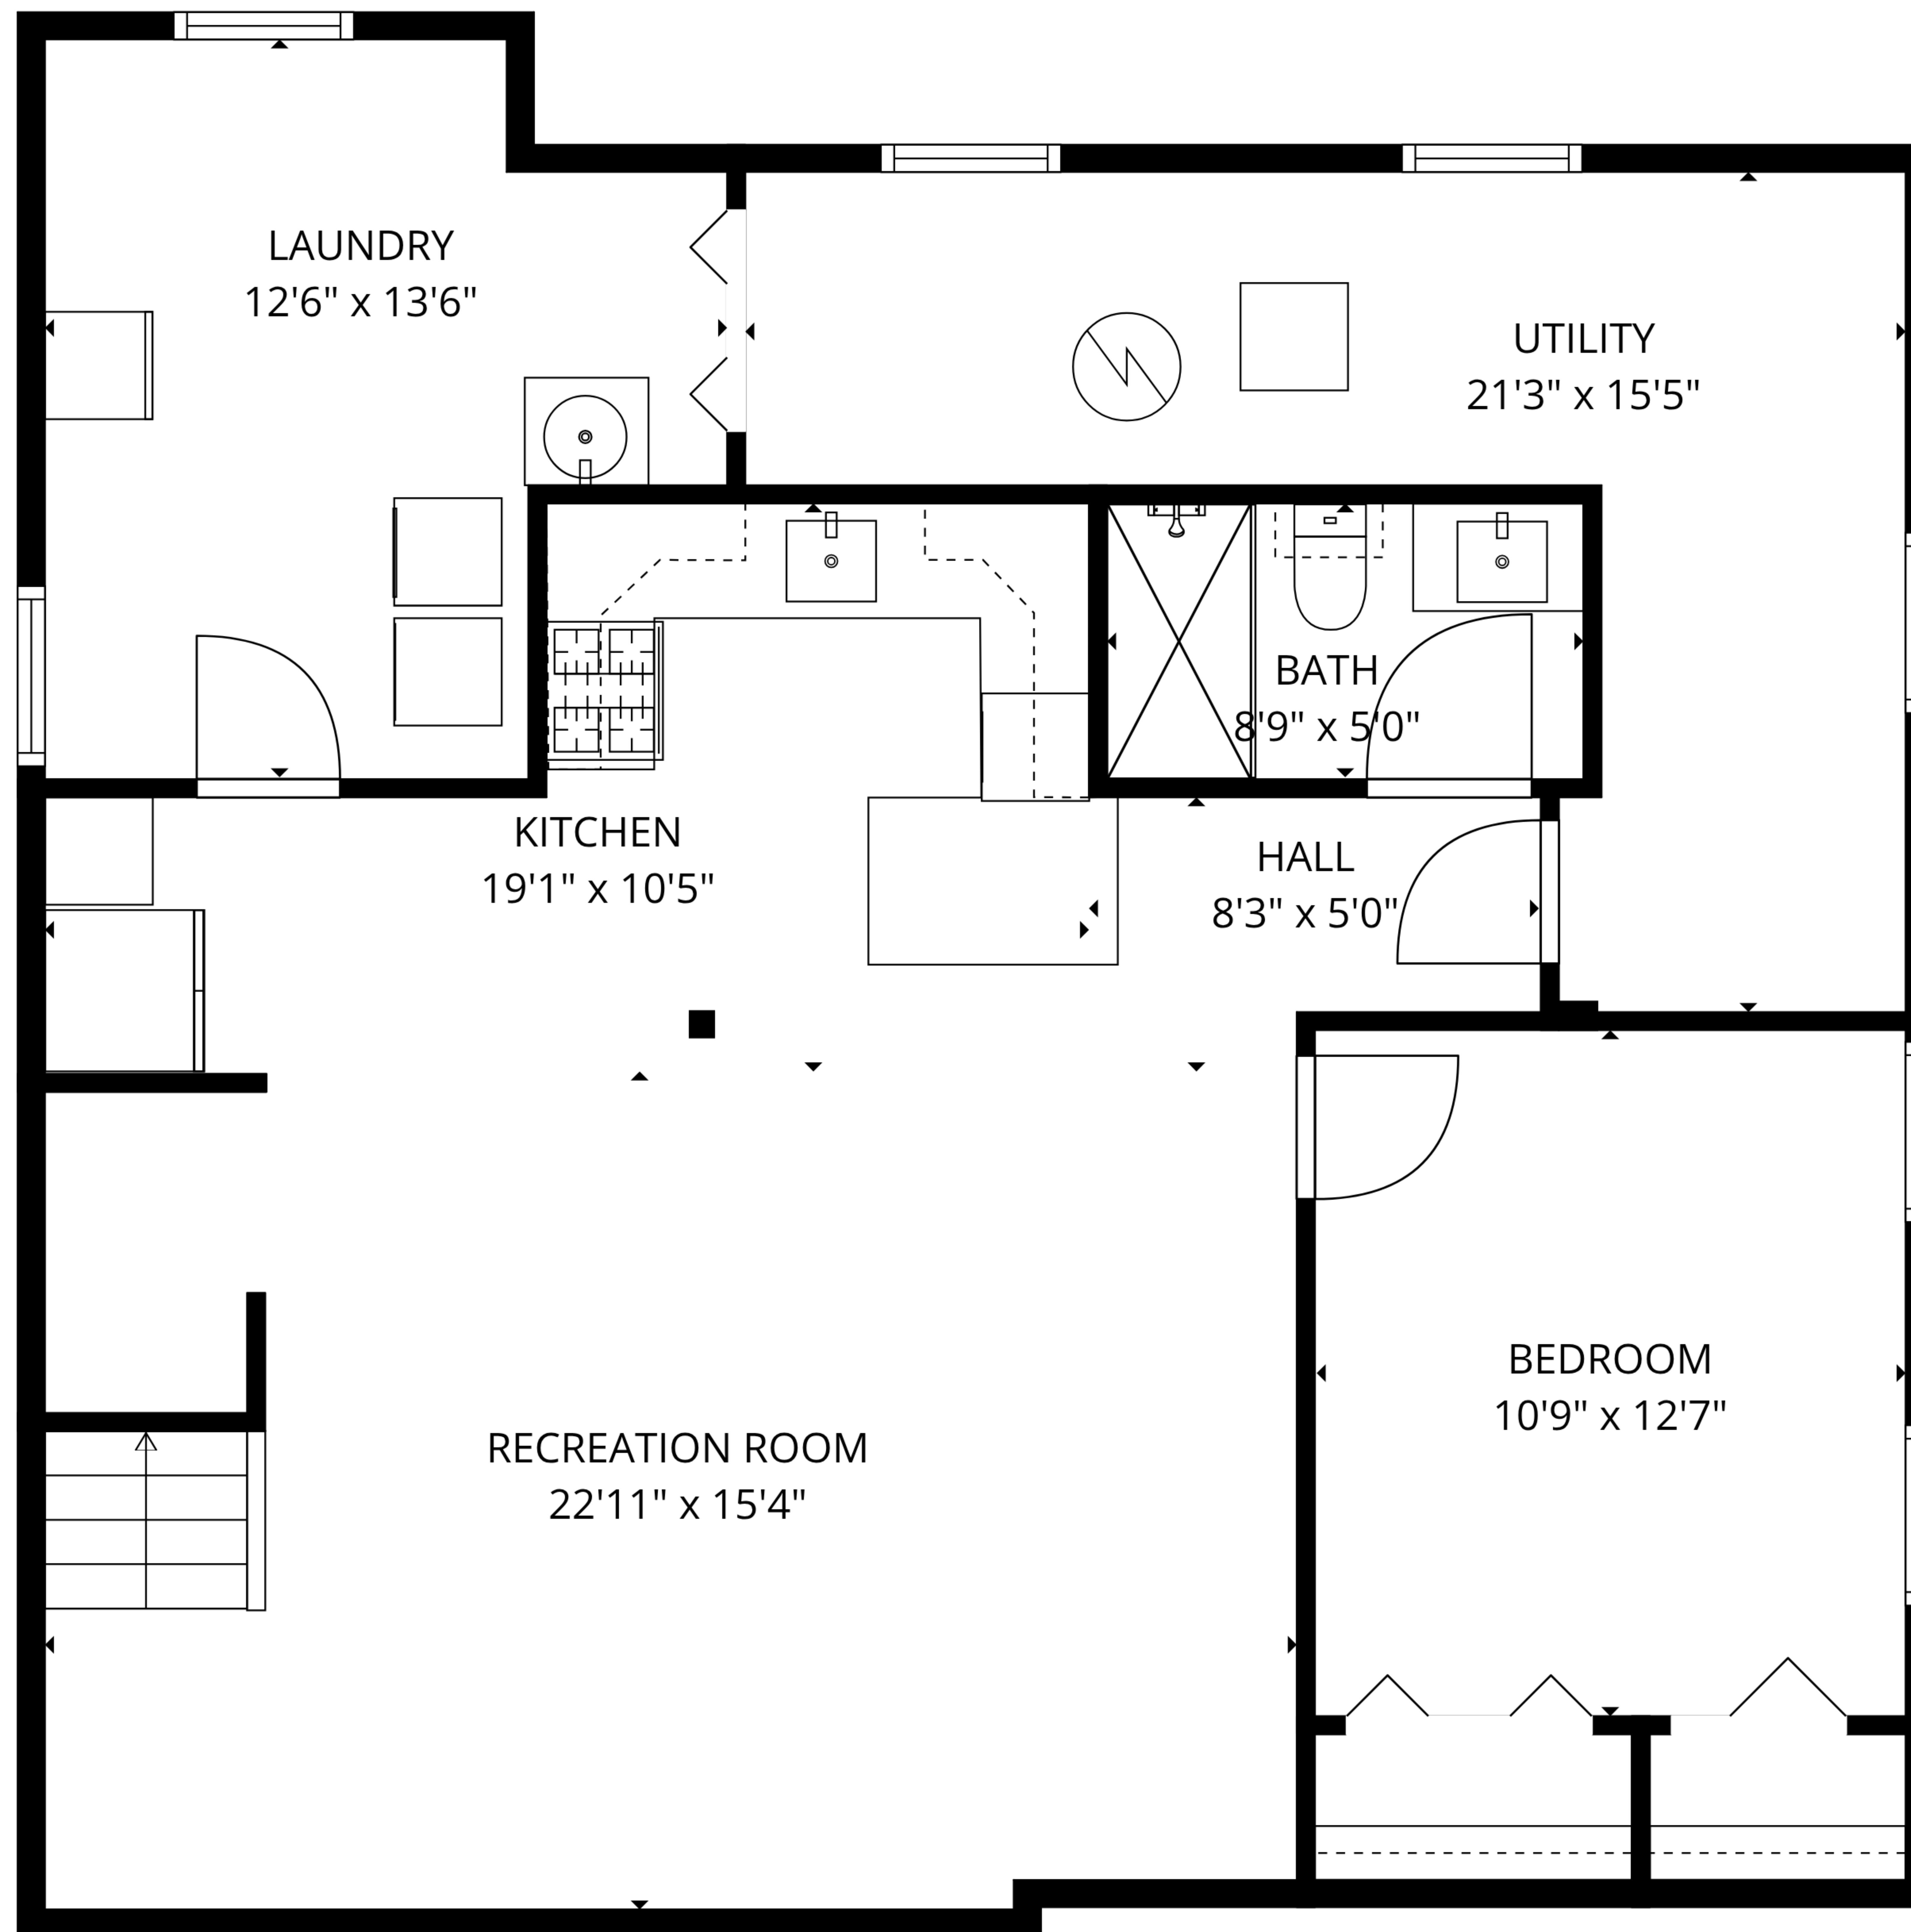 LAUNDRY
12'6" x 13'6"
UTILITY
21'3" x 15'5"
BATH
8'9" x 5'0"
KITCHEN
19'1" x 10'5"
HALL
8'3" x 5'0"
BEDROOM
10'9" x 12'7"
RECREATION ROOM
22'11" x 15'4"